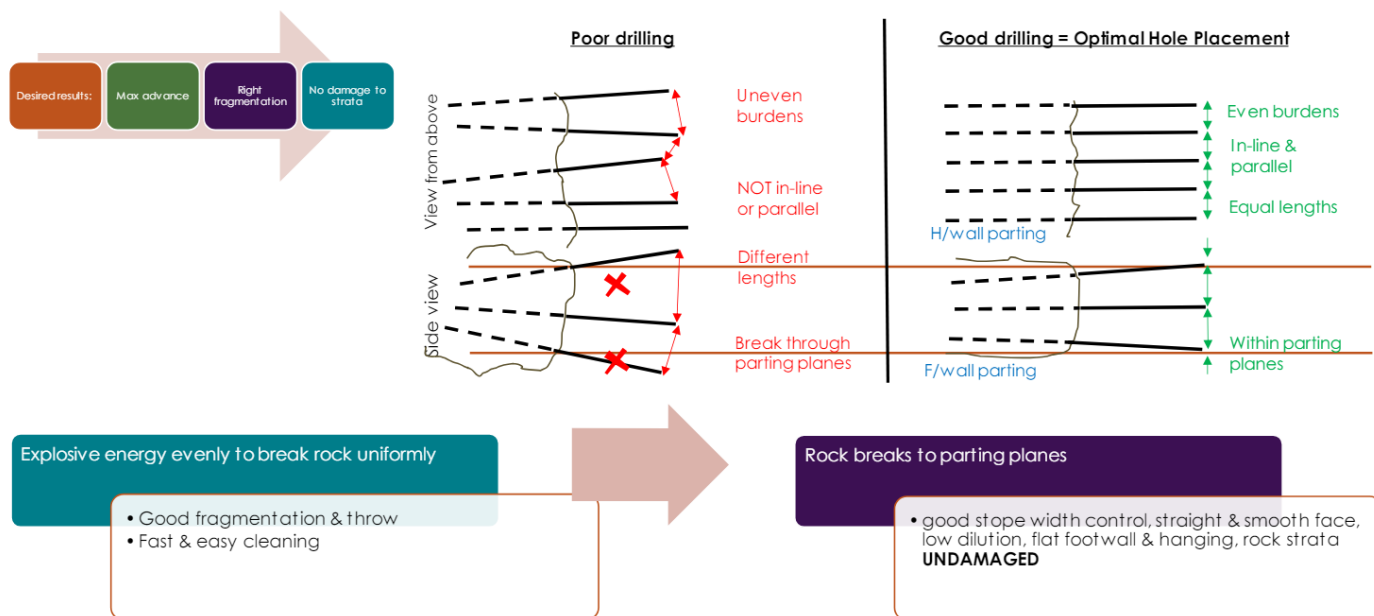 Desired results:
Max advance
Right
fragmentation
No damage to
strata
Poor drilling
View from above
Side view
Uneven
burdens
NOT in-line
or parallel
Different
lengths
Break through
parting planes
Good drilling = Optimal Hole Placement
Even burdens
In-line &
parallel
Equal lengths
H/wall parting
F/wall parting
Within parting
planes
Explosive energy evenly to break rock uniformly
• Good fragmentation & throw
• Fast & easy cleaning
Rock breaks to parting planes
• good stope width control, straight & smooth face,
low dilution, flat footwall & hanging, rock strata
UNDAMAGED